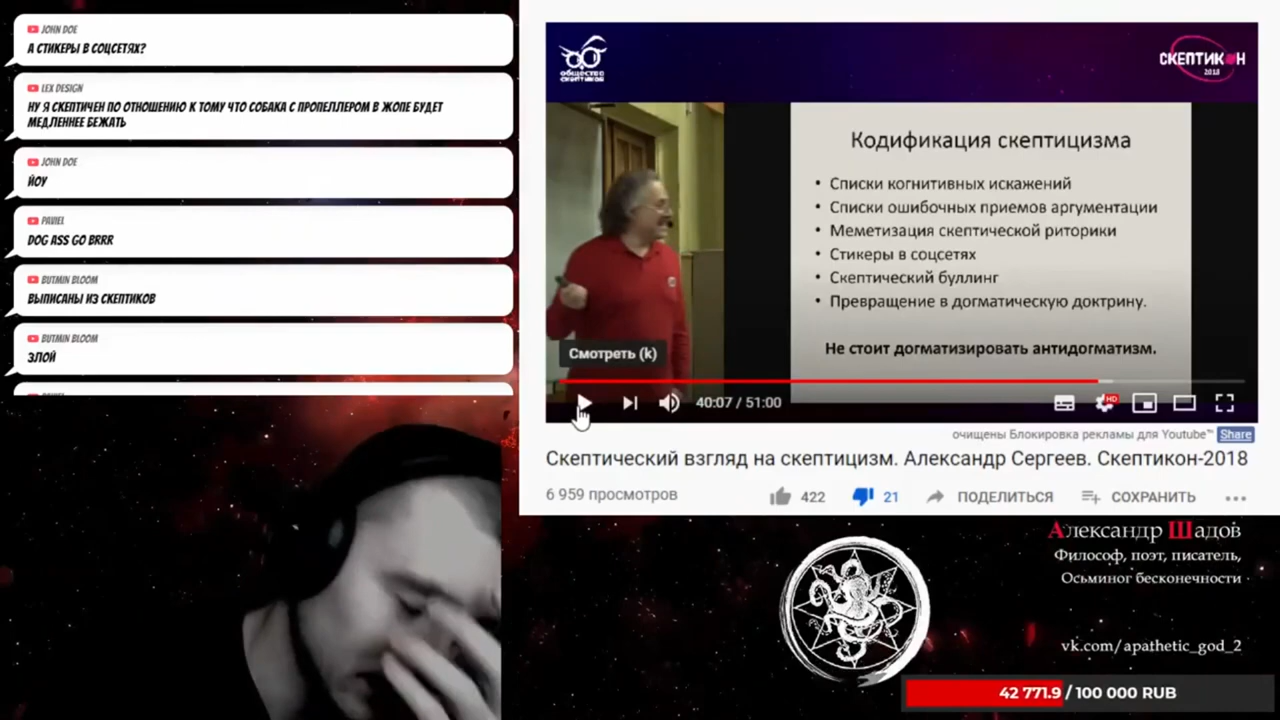 JOHN DOE
А СТИКЕРЫ В СОЦСЕТЯХ?
LEX DESIGN
НУ Я СКЕПТИЧЕН ПО ОТНОШЕНИЮ К ТОМУ ЧТО СОБАКА С ПРОПЕЛЛЕРОМ В ЖОПЕ БУДЕТ
МЕДЛЕННЕЕ БЕЖАТЬ
JOHN DOE
ЙОУ
PAVIEL
DOG ASS GO BRRR
BUTMIN BLOOM
ВЫПИСАНЫ ИЗ СКЕПТИКОВ
BUTMIN BLOOM
ЗЛОЙ
общество
скептиков
СКЕПТИКОН
2018
Кодификация скептицизма
• Списки когнитивных искажений
• Списки ошибочных приемов аргументации
• Меметизация скептической риторики
• Стикеры в соцсетях
• Скептический буллинг
• Превращение в догматическую доктрину.
Не стоит догматизировать антидогматизм.
Смотреть (k)
40:07 / 51:00
HD
очищены Блокировка рекламы для Youtube™ Share
Скептический взгляд на скептицизм. Александр Сергеев. Скептикон-2018
6 959 просмотров
422
21
ПОДЕЛИТЬСЯ
СОХРАНИТЬ
Александр Шадов
Философ, поэт, писатель,
Осьминог бесконечности
vk.com/apathetic_god_2
42 771.9 / 100 000 RUB